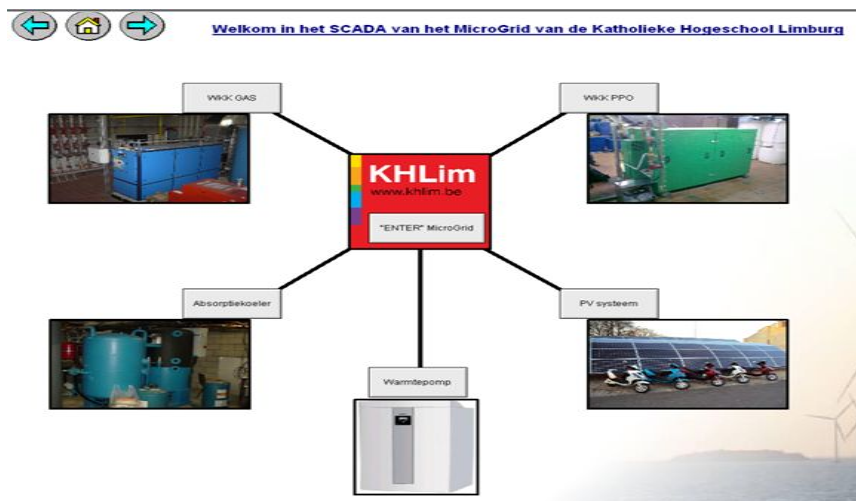 Welkom in het SCADA van het MicroGrid van de Katholieke Hogeschool Limburg
WKK GAS
WKK PPO
KHLim
www.khlim.be
"ENTER" MicroGrid
Absorptiekoeler
PV systeem
Warmtepomp